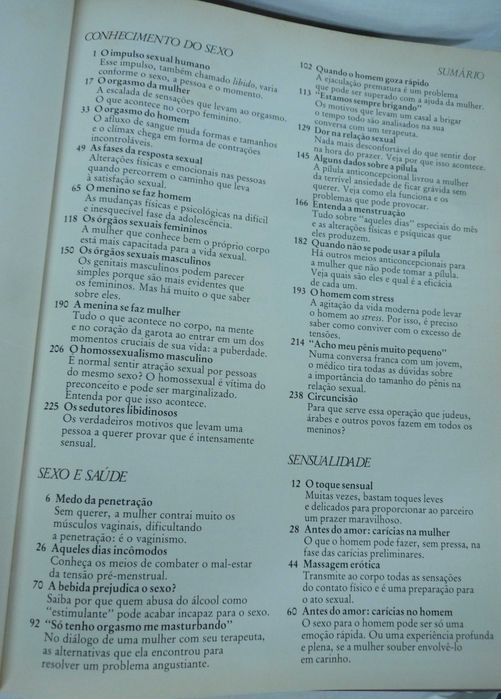 CONHECIMENTO DO SEXO
1 O impulso sexual humano
Esse impulso, também chamado libido, varia
conforme o sexo, a pessoa e o momento.
17 O orgasmo da mulher
A escalada de sensações que levam ao orgasmo.
O que acontece no corpo feminino.
33 O orgasmo do homem
O afluxo de sangue muda formas e tamanhos
e o clímax chega em forma de contrações
incontroláveis.
49 As fases da resposta sexual
Alterações físicas e emocionais nas pessoas
quando percorrem o caminho que leva
à satisfação sexual.
65 O menino se faz homem
As mudanças físicas e psicológicas na difícil
e inesquecível fase da adolescência.
118 Os órgãos sexuais femininos
A mulher que conhece bem o próprio corpo
está mais capacitada para a vida sexual.
150 Os órgãos sexuais masculinos
Os genitais masculinos podem parecer
simples porque são mais evidentes que
os femininos. Mas há muito o que saber
sobre eles.
190 A menina se faz mulher
Tudo o que acontece no corpo, na mente
e no coração da garota ao entrar em um dos
momentos cruciais de sua vida: a puberdade.
206 O homossexualismo masculino
É normal sentir atração sexual por pessoas
do mesmo sexo? O homossexual é vítima do
preconceito e pode ser marginalizado.
Entenda por que isso acontece.
225 Os sedutores libidinosos
Os verdadeiros motivos que levam uma
pessoa a querer provar que é intensamente
sensual.
SEXO E SAÚDE
6 Medo da penetração
Sem querer, a mulher contrai muito os
músculos vaginais, dificultando
a penetração: é o vaginismo.
26 Aqueles dias incômodos
Conheça os meios de combater o mal-estar
da tensão pré-menstrual.
70 A bebida prejudica o sexo?
Saiba por que quem abusa do álcool como
"estimulante" pode acabar incapaz para o sexo.
92 "Só tenho orgasmo me masturbando"
No diálogo de uma mulher com seu terapeuta,
as alternativas que ela encontrou para
resolver um problema angustiante.
SUMÁRIO
102 Quando o homem goza rápido
A ejaculação prematura é um problema
que pode ser superado com a ajuda da mulher.
113 "Estamos sempre brigando"
Os motivos que levam um casal a brigar
o tempo todo são analisados na sua
conversa com um terapeuta.
129 Dor na relação sexual
Nada mais desconfortável do que sentir dor
na hora do prazer. Veja por que isso acontece.
145 Alguns dados sobre a pílula
A pílula anticoncepcional livrou a mulher
da terrível ansiedade de ficar grávida sem
querer. Veja como ela funciona e os
problemas que pode provocar.
166 Entenda a menstruação
Tudo sobre "aqueles dias" especiais do mês
e as alterações físicas e psíquicas que
eles produzem.
182 Quando não se pode usar a pílula
Há outros meios anticoncepcionais para
a mulher que não pode tomar a pílula.
Veja quais são eles e qual é a eficácia
de cada um.
193 O homem com stress
A agitação da vida moderna pode levar
o homem ao stress. Por isso, é preciso
saber como conviver com o excesso de
tensões.
214 "Acho meu pênis muito pequeno"
Numa conversa franca com um jovem,
o médico tira todas as dúvidas sobre
a importância do tamanho do pênis na
relação sexual.
238 Circuncisão
Para que serve essa operação que judeus,
árabes e outros povos fazem em todos os
meninos?
SENSUALIDADE
12 O toque sensual
Muitas vezes, bastam toques leves
e delicados para proporcionar ao parceiro
um prazer maravilhoso.
28 Antes do amor: carícias na mulher
O que o homem pode fazer, sem pressa, na
fase das carícias preliminares.
44 Massagem erótica
Transmite ao corpo todas as sensações
do contato físico e é uma preparação para
o ato sexual.
60 Antes do amor: carícias no homem
O sexo para o homem pode ser só uma
emoção rápida. Ou uma experiência profunda
e plena, se a mulher souber envolvê-lo
em carinho.